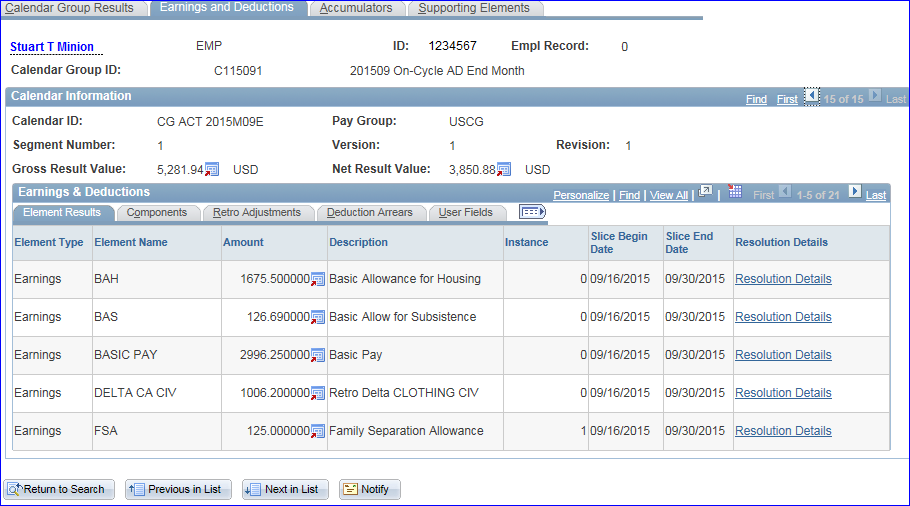 Calendar Group Results Earnings and Deductions Accumulators Supporting Elements
Stuart T Minion EMP ID: 1234567 Empl Record: 0
Calendar Group ID: C115091 201509 On-Cycle AD End Month
Calendar Information Find First 15 of 15 Last
Calendar ID: CG ACT 2015M09E Pay Group: USCG
Segment Number: 1 Version: 1 Revision: 1
Gross Result Value: 5,281.94 USD Net Result Value: 3,850.88 USD
Earnings & Deductions Personalize | Find | View All | | First 1-5 of 21 Last
Element Results Components Retro Adjustments Deduction Arrears User Fields
Element Type Element Name Amount Description Instance Slice Begin Date Slice End Date Resolution Details
Earnings BAH 1675.500000 Basic Allowance for Housing 0 09/16/2015 09/30/2015 Resolution Details
Earnings BAS 126.690000 Basic Allow for Subsistence 0 09/16/2015 09/30/2015 Resolution Details
Earnings BASIC PAY 2996.250000 Basic Pay 0 09/16/2015 09/30/2015 Resolution Details
Earnings DELTA CA CIV 1006.200000 Retro Delta CLOTHING CIV 0 09/16/2015 09/30/2015 Resolution Details
Earnings FSA 125.000000 Family Separation Allowance 1 09/16/2015 09/30/2015 Resolution Details
Return to Search Previous in List Next in List Notify